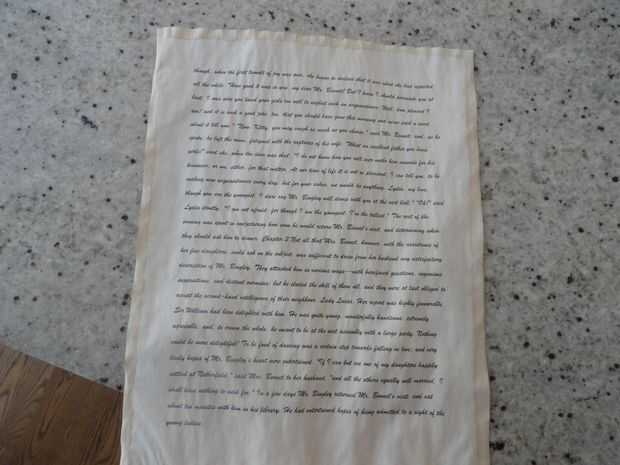 though, when the first tumult of joy was over, she began to declare that it was what she had expected
all the while. "How good it was in you, my dear Mr. Bennet! But I knew I should persuade you at
last. I was sure you loved your girls too well to neglect such an acquaintance. Well, how pleased I
am! and it is such a good joke, too, that you should have gone this morning and never said a word
about it till now." "Now, Kitty, you may cough as much as you choose," said Mr. Bennet; and, as he
spoke, he left the room, fatigued with the raptures of his wife. "What an excellent father you have,
girls!" said she, when the door was shut. "I do not know how you will ever make him amends for his
kindness; or me, either, for that matter. At our time of life it is not so pleasant, I can tell you, to be
making new acquaintances every day; but for your sakes, we would do anything. Lydia, my love,
though you are the youngest, I dare say Mr. Bingley will dance with you at the next ball." "Oh!" said
Lydia stoutly, "I am not afraid; for though I am the youngest, I'm the tallest." The rest of the
evening was spent in conjecturing how soon he would return Mr. Bennet's visit, and determining when
they should ask him to dinner. Chapter 3 Not all that Mrs. Bennet, however, with the assistance of
her five daughters, could ask on the subject, was sufficient to draw from her husband any satisfactory
description of Mr. Bingley. They attacked him in various ways--with barefaced questions, ingenious
suppositions, and distant surmises; but he eluded the skill of them all, and they were at last obliged to
accept the second-hand intelligence of their neighbour, Lady Lucas. Her report was highly favourable.
Sir William had been delighted with him. He was quite young, wonderfully handsome, extremely
agreeable, and, to crown the whole, he meant to be at the next assembly with a large party. Nothing
could be more delightful! To be fond of dancing was a certain step towards falling in love; and very
lively hopes of Mr. Bingley's heart were entertained. "If I can but see one of my daughters happily
settled at Netherfield," said Mrs. Bennet to her husband, "and all the others equally well married, I
shall have nothing to wish for." In a few days Mr. Bingley returned Mr. Bennet's visit, and sat
about ten minutes with him in his library. He had entertained hopes of being admitted to a sight of the
young ladies,